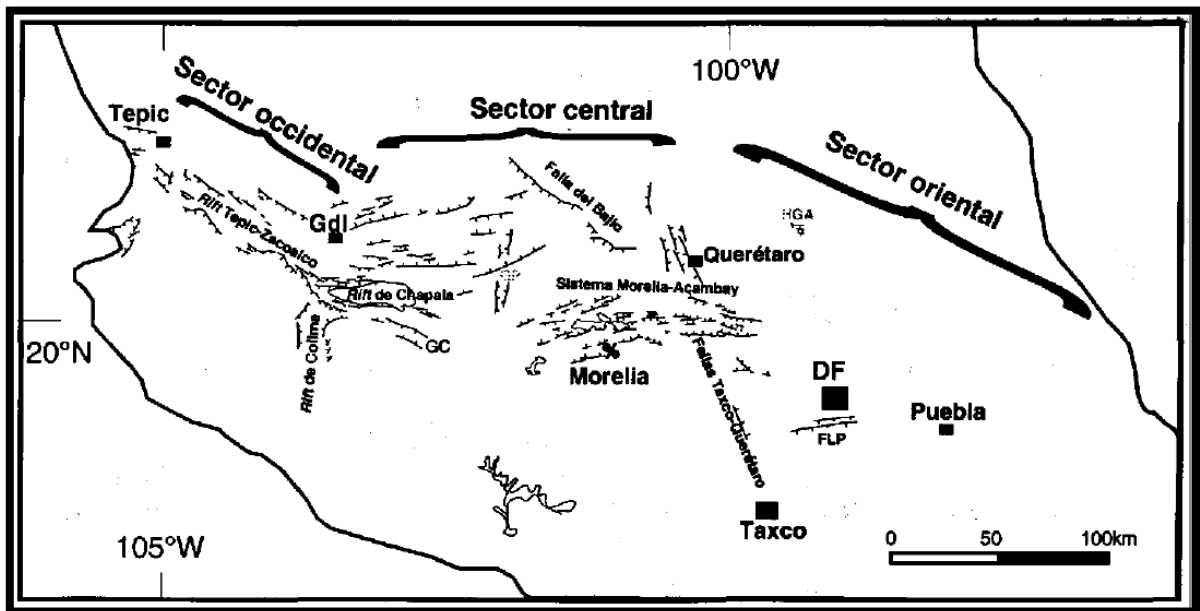 100°W
Sector occidental
Sector central
Tepic
Sector oriental
Falla del Bajío
HGA
Rift Tepic-Zacoalco
Gdl
Querétaro
Sistema Morelia-Acambay
Rift de Chapala
20°N
GC
Rift de Colima
Morelia
Fallas Taxco-Querétaro
DF
Puebla
FLP
Taxco
105°W
0 50 100km